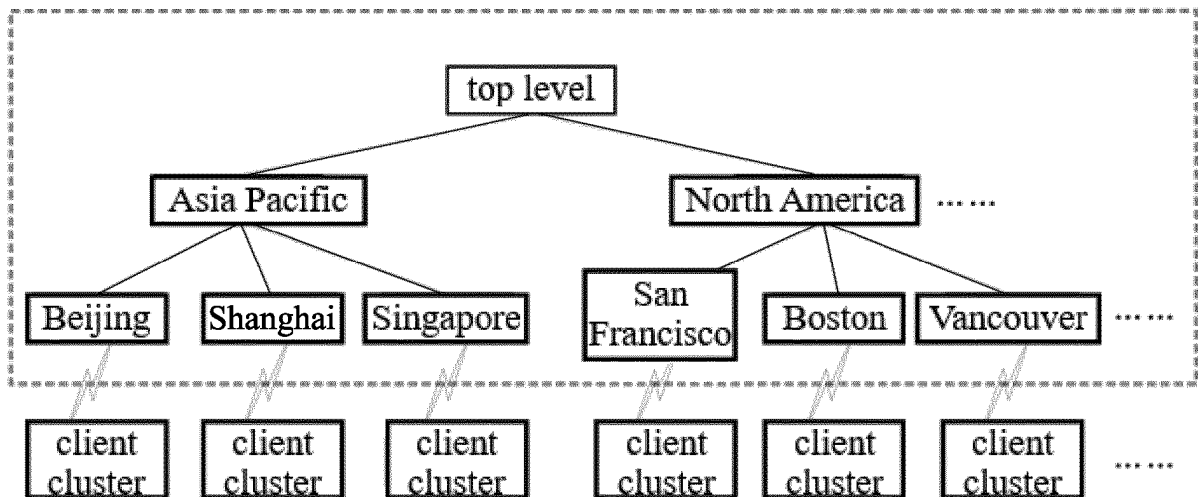 top level
Asia Pacific
North America
……
Beijing
Shanghai
Singapore
San
Francisco
Boston
Vancouver
……
client
cluster
client
cluster
client
cluster
client
cluster
client
cluster
client
cluster
……